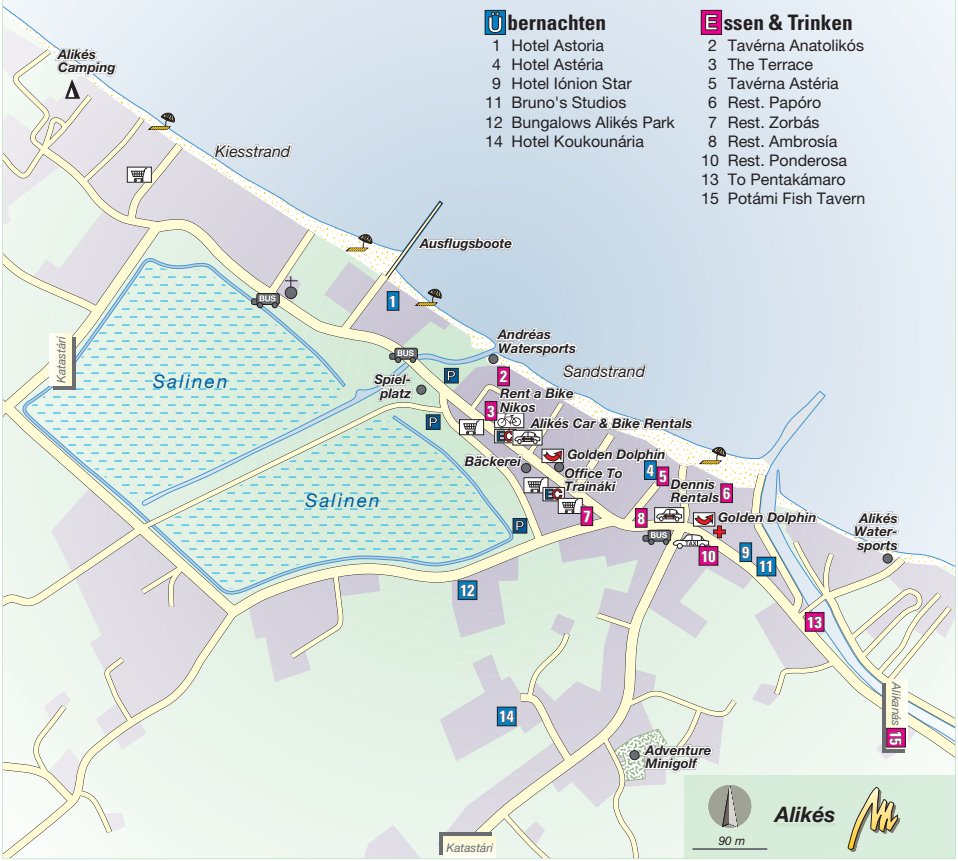 Übernachten
1 Hotel Astoria
4 Hotel Astéria
9 Hotel Iónion Star
11 Bruno's Studios
12 Bungalows Alikés Park
14 Hotel Koukounária
Essen & Trinken
2 Tavérna Anatolikós
3 The Terrace
5 Tavérna Astéria
6 Rest. Papóro
7 Rest. Zorbás
8 Rest. Ambrosía
10 Rest. Ponderosa
13 To Pentakámaro
15 Potámi Fish Tavern
Alikés
Camping
Kiesstrand
Ausflugsboote
BUS
1
Katastári
Salinen
BUS
Andréas
Watersports
P
2
Sandstrand
Spiel-
platz
Rent a Bike
Nikos
3
P
Alikés Car & Bike Rentals
EC
Golden Dolphin
Bäckerei
Office To
Traináki
4
5
Dennis
Rentals
6
EC
Salinen
7
8
Golden Dolphin
P
BUS
TAXI
10
9
11
Alikés
Water-
sports
12
13
14
Alikanás
15
Adventure
Minigolf
Katastári
90 m
Alikés